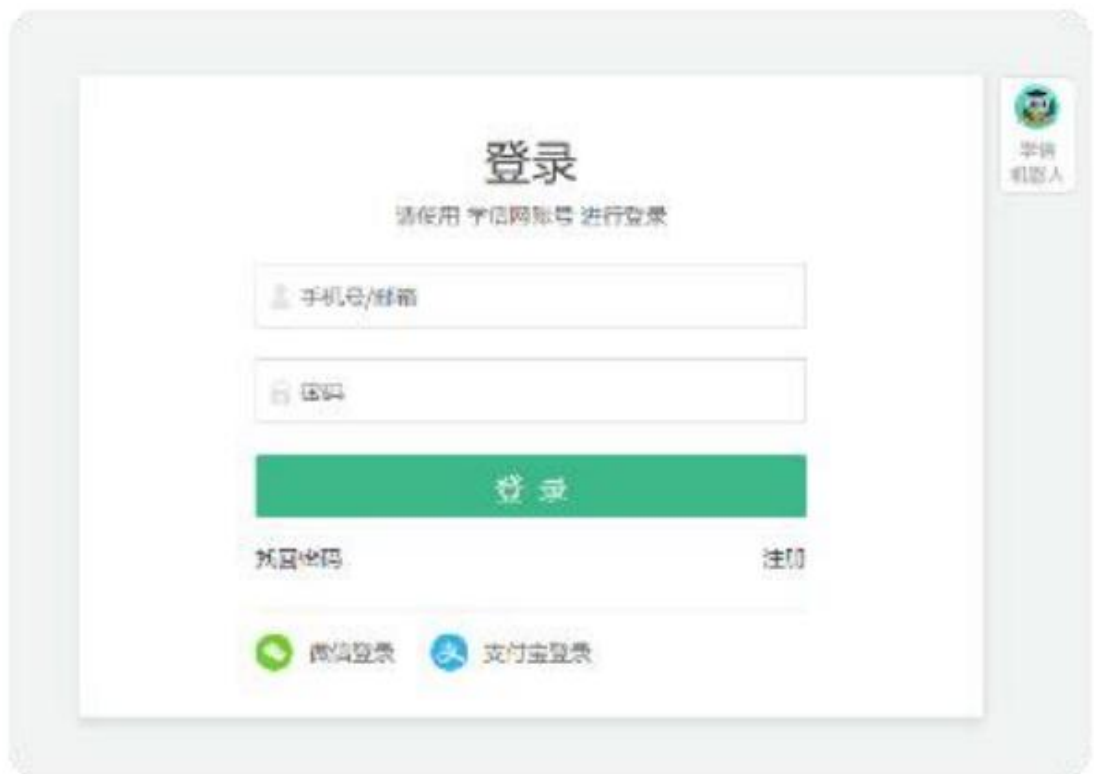 登录
请使用 学信网账号 进行登录
手机号/邮箱
密码
登 录
找回密码
注册
微信登录
支付宝登录
学信
机器人